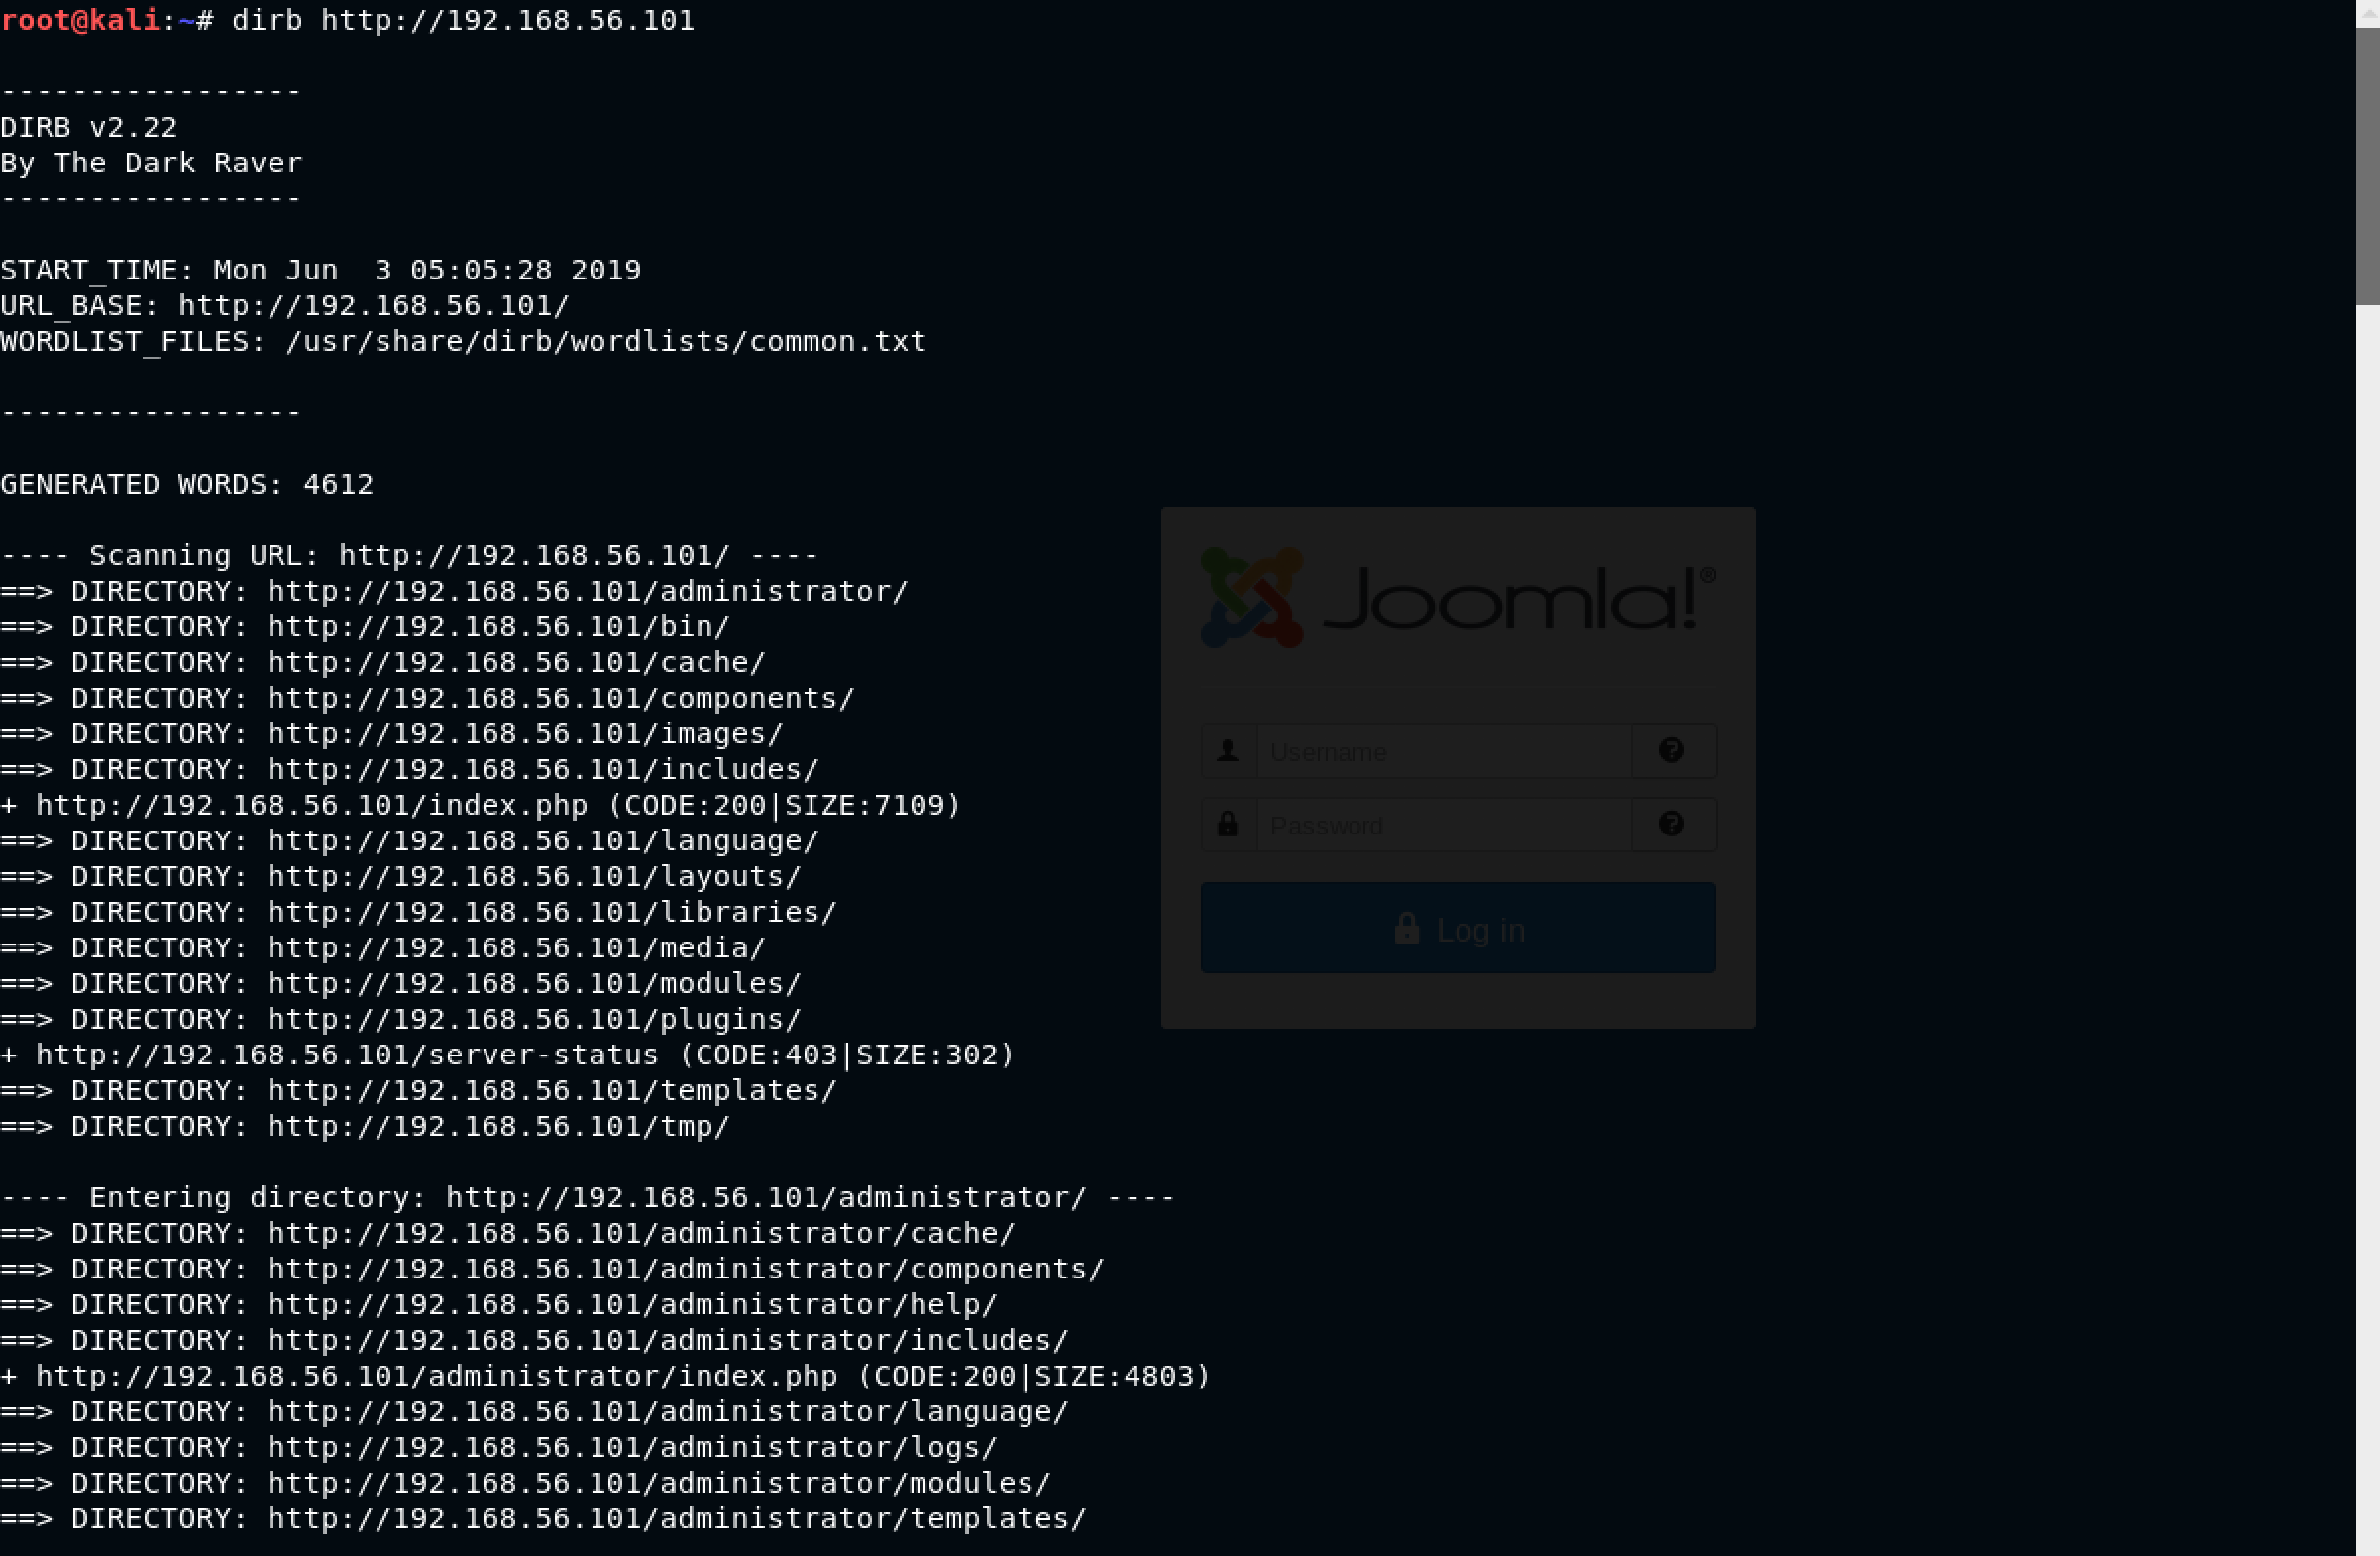 root@kali:~# dirb http://192.168.56.101
-----------------
DIRB v2.22
By The Dark Raver
-----------------
START_TIME: Mon Jun  3 05:05:28 2019
URL_BASE: http://192.168.56.101/
WORDLIST_FILES: /usr/share/dirb/wordlists/common.txt
-----------------
GENERATED WORDS: 4612
---- Scanning URL: http://192.168.56.101/ ----
==> DIRECTORY: http://192.168.56.101/administrator/
==> DIRECTORY: http://192.168.56.101/bin/
==> DIRECTORY: http://192.168.56.101/cache/
==> DIRECTORY: http://192.168.56.101/components/
==> DIRECTORY: http://192.168.56.101/images/
==> DIRECTORY: http://192.168.56.101/includes/
+ http://192.168.56.101/index.php (CODE:200|SIZE:7109)
==> DIRECTORY: http://192.168.56.101/language/
==> DIRECTORY: http://192.168.56.101/layouts/
==> DIRECTORY: http://192.168.56.101/libraries/
==> DIRECTORY: http://192.168.56.101/media/
==> DIRECTORY: http://192.168.56.101/modules/
==> DIRECTORY: http://192.168.56.101/plugins/
+ http://192.168.56.101/server-status (CODE:403|SIZE:302)
==> DIRECTORY: http://192.168.56.101/templates/
==> DIRECTORY: http://192.168.56.101/tmp/
---- Entering directory: http://192.168.56.101/administrator/ ----
==> DIRECTORY: http://192.168.56.101/administrator/cache/
==> DIRECTORY: http://192.168.56.101/administrator/components/
==> DIRECTORY: http://192.168.56.101/administrator/help/
==> DIRECTORY: http://192.168.56.101/administrator/includes/
+ http://192.168.56.101/administrator/index.php (CODE:200|SIZE:4803)
==> DIRECTORY: http://192.168.56.101/administrator/language/
==> DIRECTORY: http://192.168.56.101/administrator/logs/
==> DIRECTORY: http://192.168.56.101/administrator/modules/
==> DIRECTORY: http://192.168.56.101/administrator/templates/
Joomla!®
Username
Password
Log in